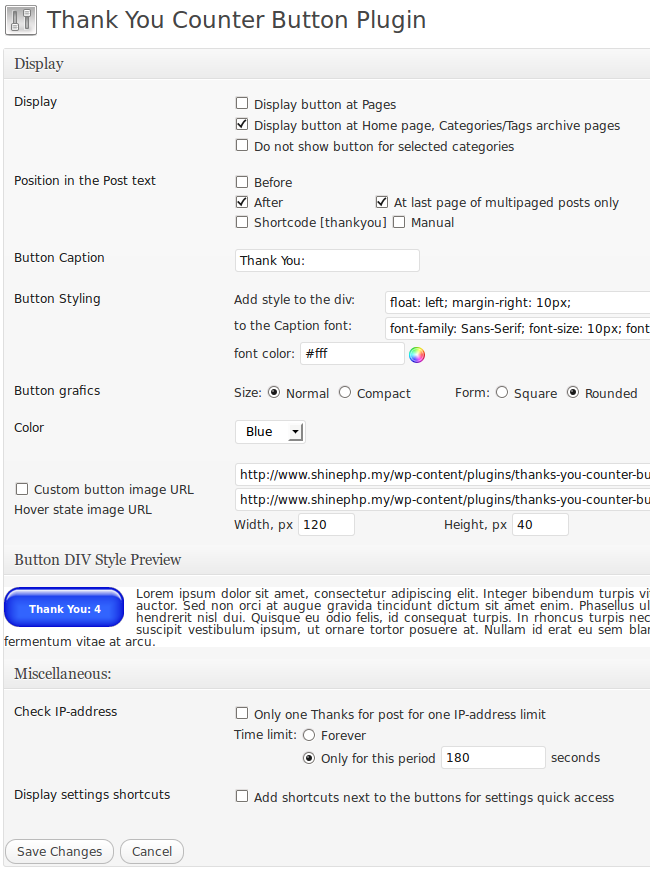 Thank You Counter Button Plugin
Display
Display
Display button at Pages
Display button at Home page, Categories/Tags archive pages
Do not show button for selected categories
Position in the Post text
Before
After At last page of multipaged posts only
Shortcode [thankyou] Manual
Button Caption Thank You:
Button Styling Add style to the div: float: left; margin-right: 10px;
to the Caption font: font-family: Sans-Serif; font-size: 10px; font
font color: #fff
Button grafics Size: Normal Compact Form: Square Rounded
Color Blue
http://www.shinephp.my/wp-content/plugins/thanks-you-counter-bu
Custom button image URL
http://www.shinephp.my/wp-content/plugins/thanks-you-counter-bu
Hover state image URL
Width, px 120 Height, px 40
Button DIV Style Preview
Thank You: 4
Lorem ipsum dolor sit amet, consectetur adipiscing elit. Integer bibendum turpis vi
auctor. Sed non orci at augue gravida tincidunt dictum sit amet enim. Phasellus ul
hendrerit nisl dui. Quisque eu odio felis, id consequat turpis. In rhoncus turpis nec
suscipit vestibulum ipsum, ut ornare tortor posuere at. Nullam id erat eu sem blan
fermentum vitae at arcu.
Miscellaneous:
Check IP-address Only one Thanks for post for one IP-address limit
Time limit: Forever
Only for this period 180 seconds
Display settings shortcuts Add shortcuts next to the buttons for settings quick access
Save Changes Cancel